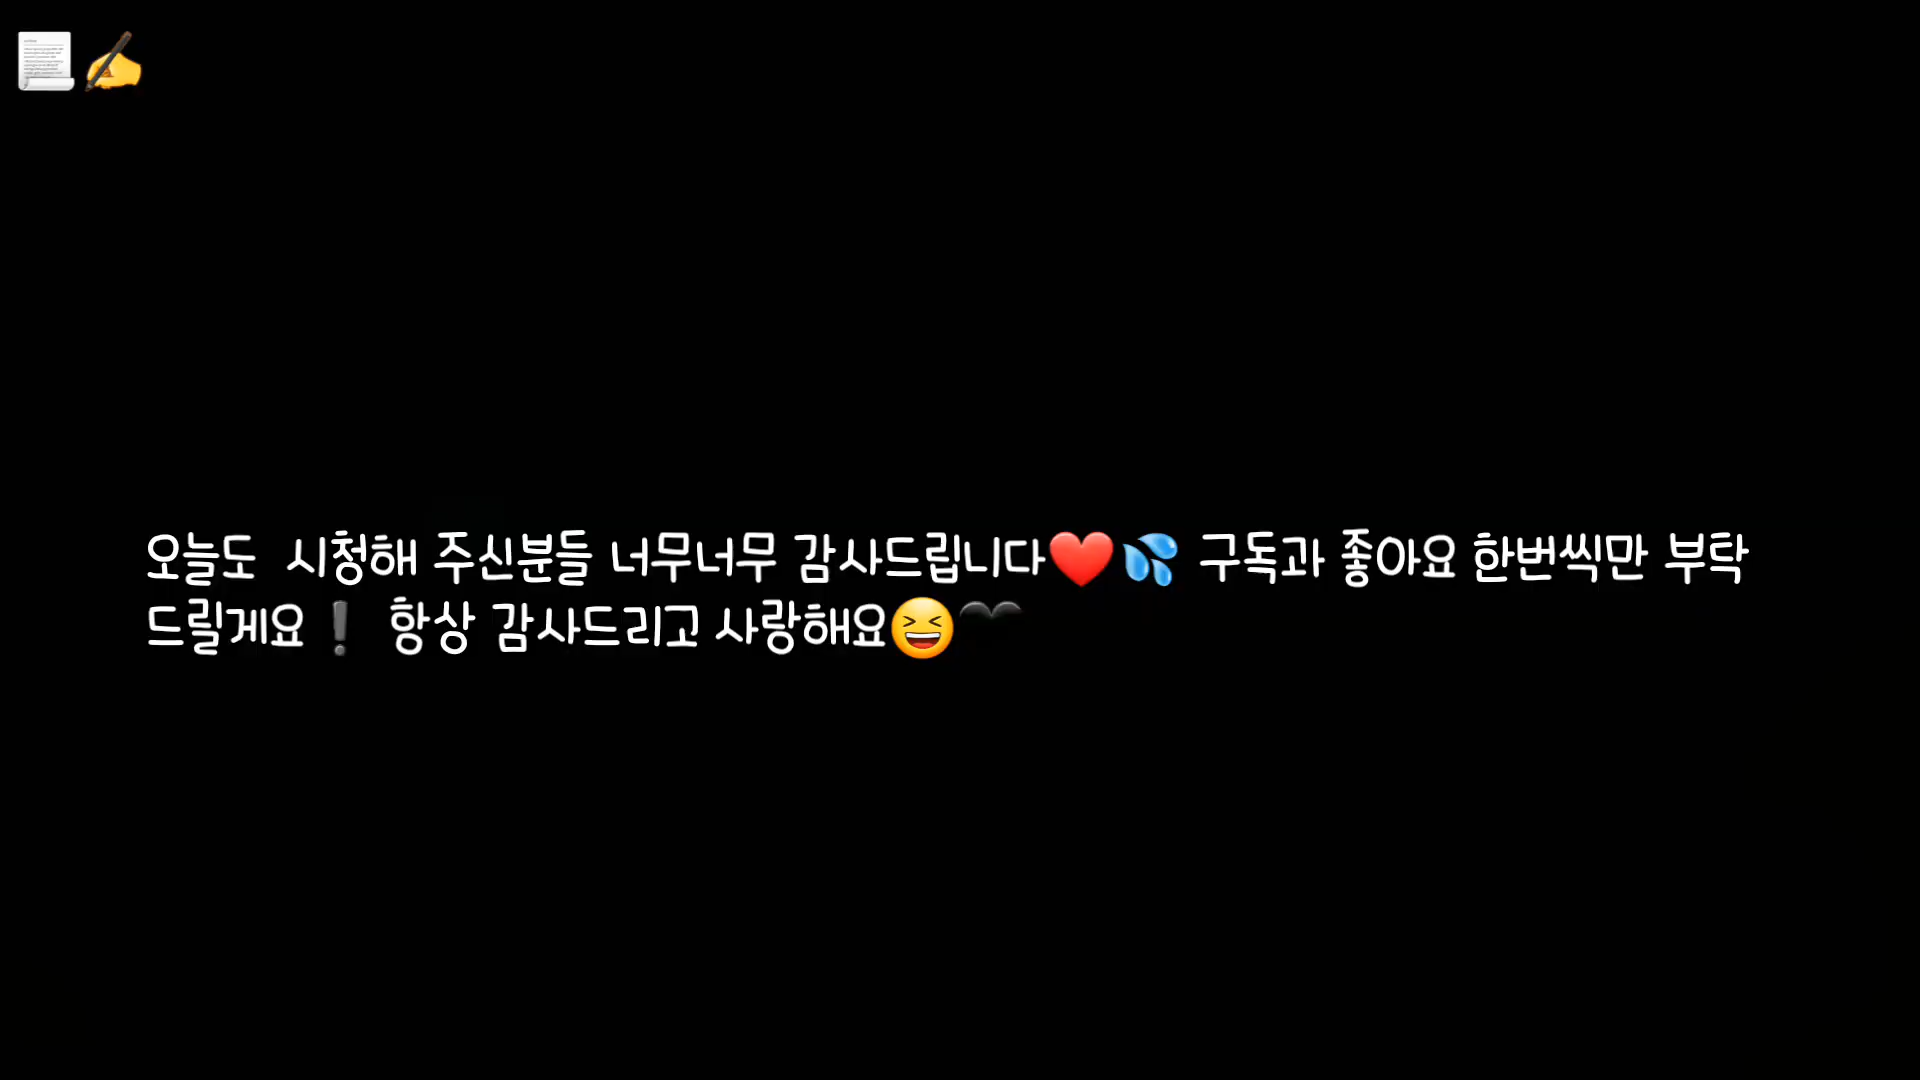 📃✍
오늘도 시청해 주신분들 너무너무 감사드립니다❤💦 구독과 좋아요 한번씩만 부탁
드릴게요❕ 항상 감사드리고 사랑해요😆🖤